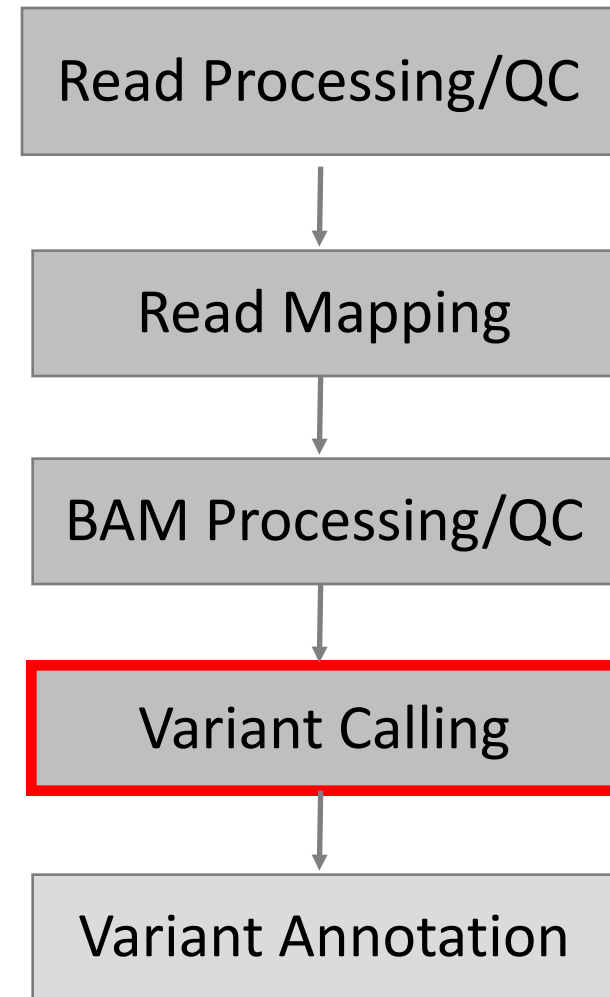 Read Processing/QC
Read Mapping
BAM Processing/QC
Variant Calling
Variant Annotation